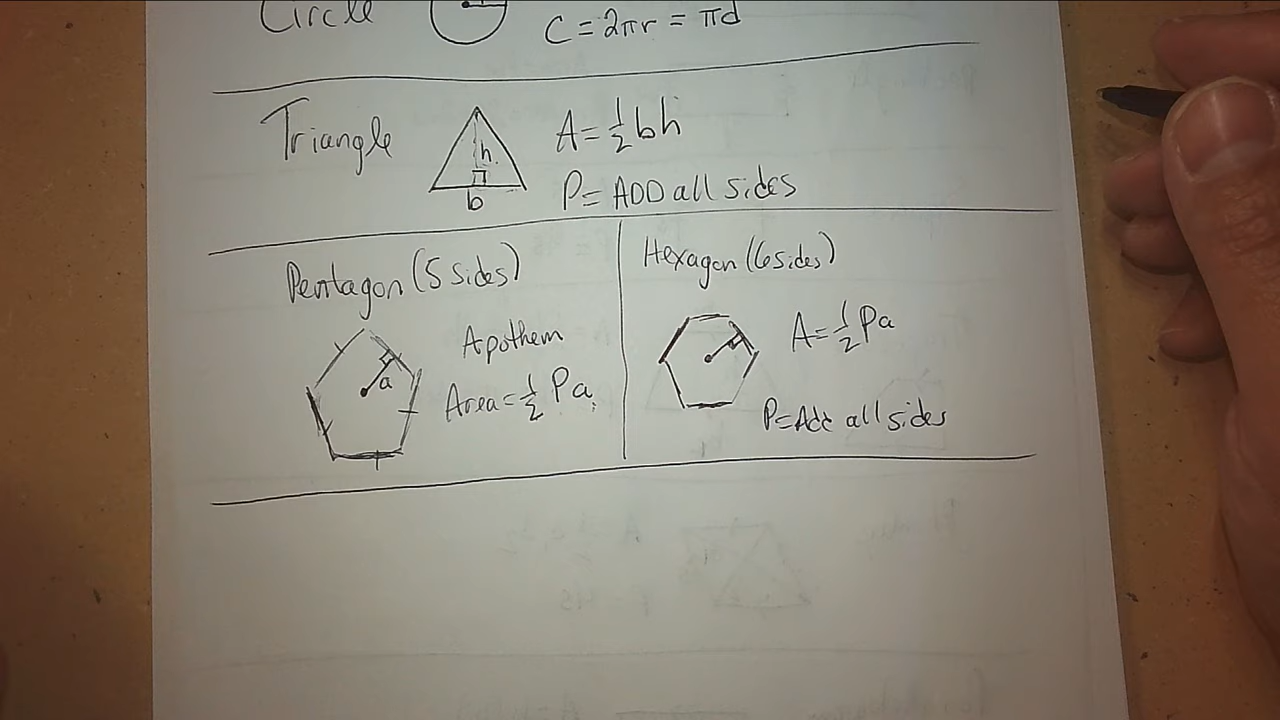 Circle
C = 2πr = πd
Triangle
h
b
A = 1/2 bh
P = ADD all sides
Pentagon (5 sides)
a
Apothem
Area = 1/2 Pa
Hexagon (6 sides)
A = 1/2 Pa
P = Add all sides